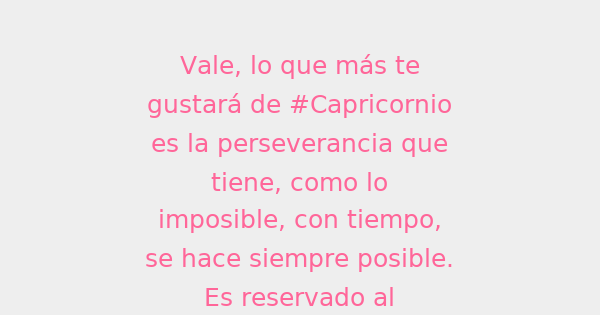 Vale, lo que más te
gustará de #Capricornio
es la perseverancia que
tiene, como lo
imposible, con tiempo,
se hace siempre posible.
Es reservado al